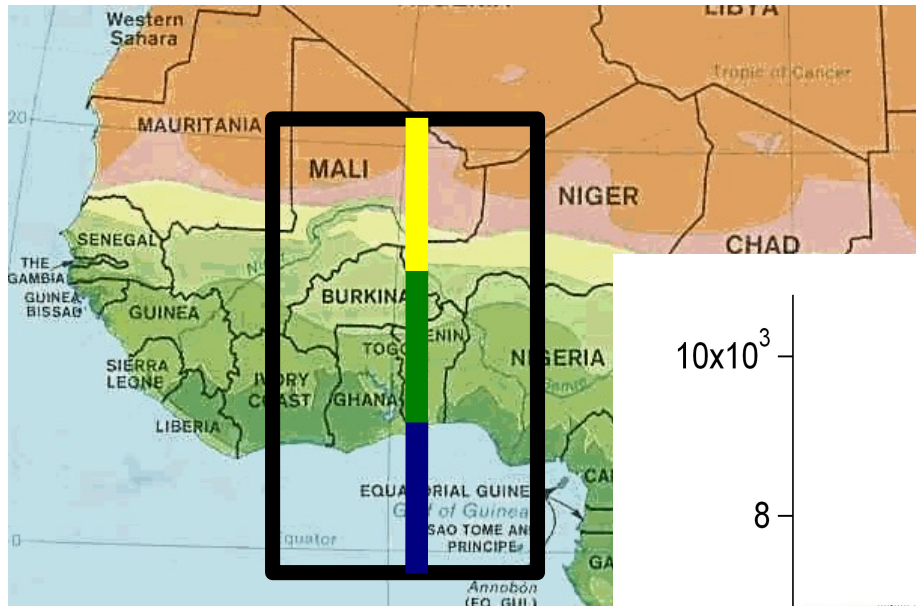 LIBYA
Western
Sahara
Tropic of Cancer
20
MAURITANIA
MALI
NIGER
CHAD
SENEGAL
THE
GAMBIA
GUINEA
BISSAU
GUINEA
BURKINA
TOGO
ENIN
NIGERIA
SIERRA
LEONE
IVORY
COAST
GHANA
LIBERIA
CA
EQUATORIAL GUINE
Gulf of Guinea
SAO TOME AN
PRINCIPE
0
Equator
GA
Annobón
(EQ. GUI.)
10x10³
8